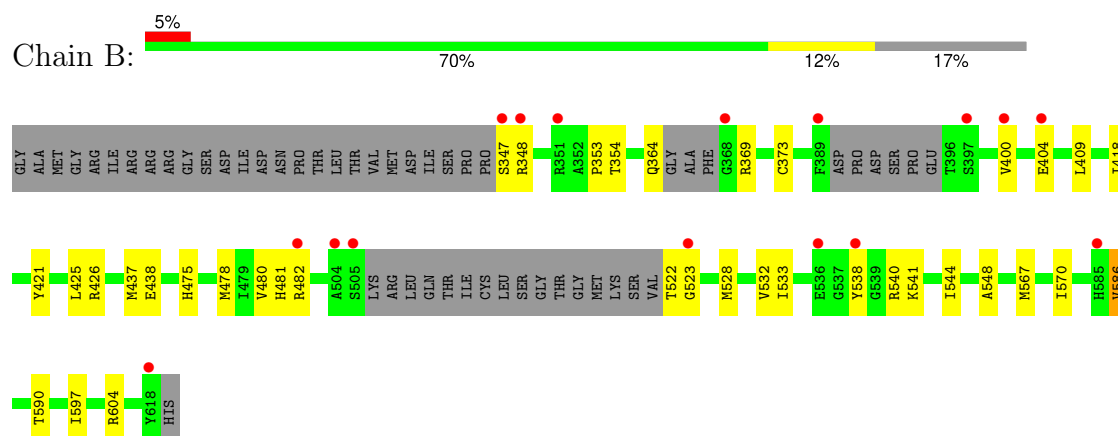 5%
Chain B:
70% 12% 17%
GLY ALA MET GLY ARG ILE ARG ARG ARG GLY SER ASP ILE ASP ASN PRO THR LEU THR VAL MET ASP ILE SER PRO PRO S347 R348 R351 A352 P353 T354 Q364 GLY ALA PHE G368 R369 C373 F389 ASP PRO ASP SER PRO GLU T396 S397 V400 E404 L409
Y421 L425 R426 M437 E438 H475 M478 I479 V480 H481 R482 A504 S505 LYS ARG LEU GLN THR ILE CYS LEU SER GLY THR GLY MET LYS SER VAL T522 G523 M528 V532 I533 E536 G537 Y538 G539 R540 K541 I544 A548 M567 I570 H585
T590 I597 R604 Y618 HIS